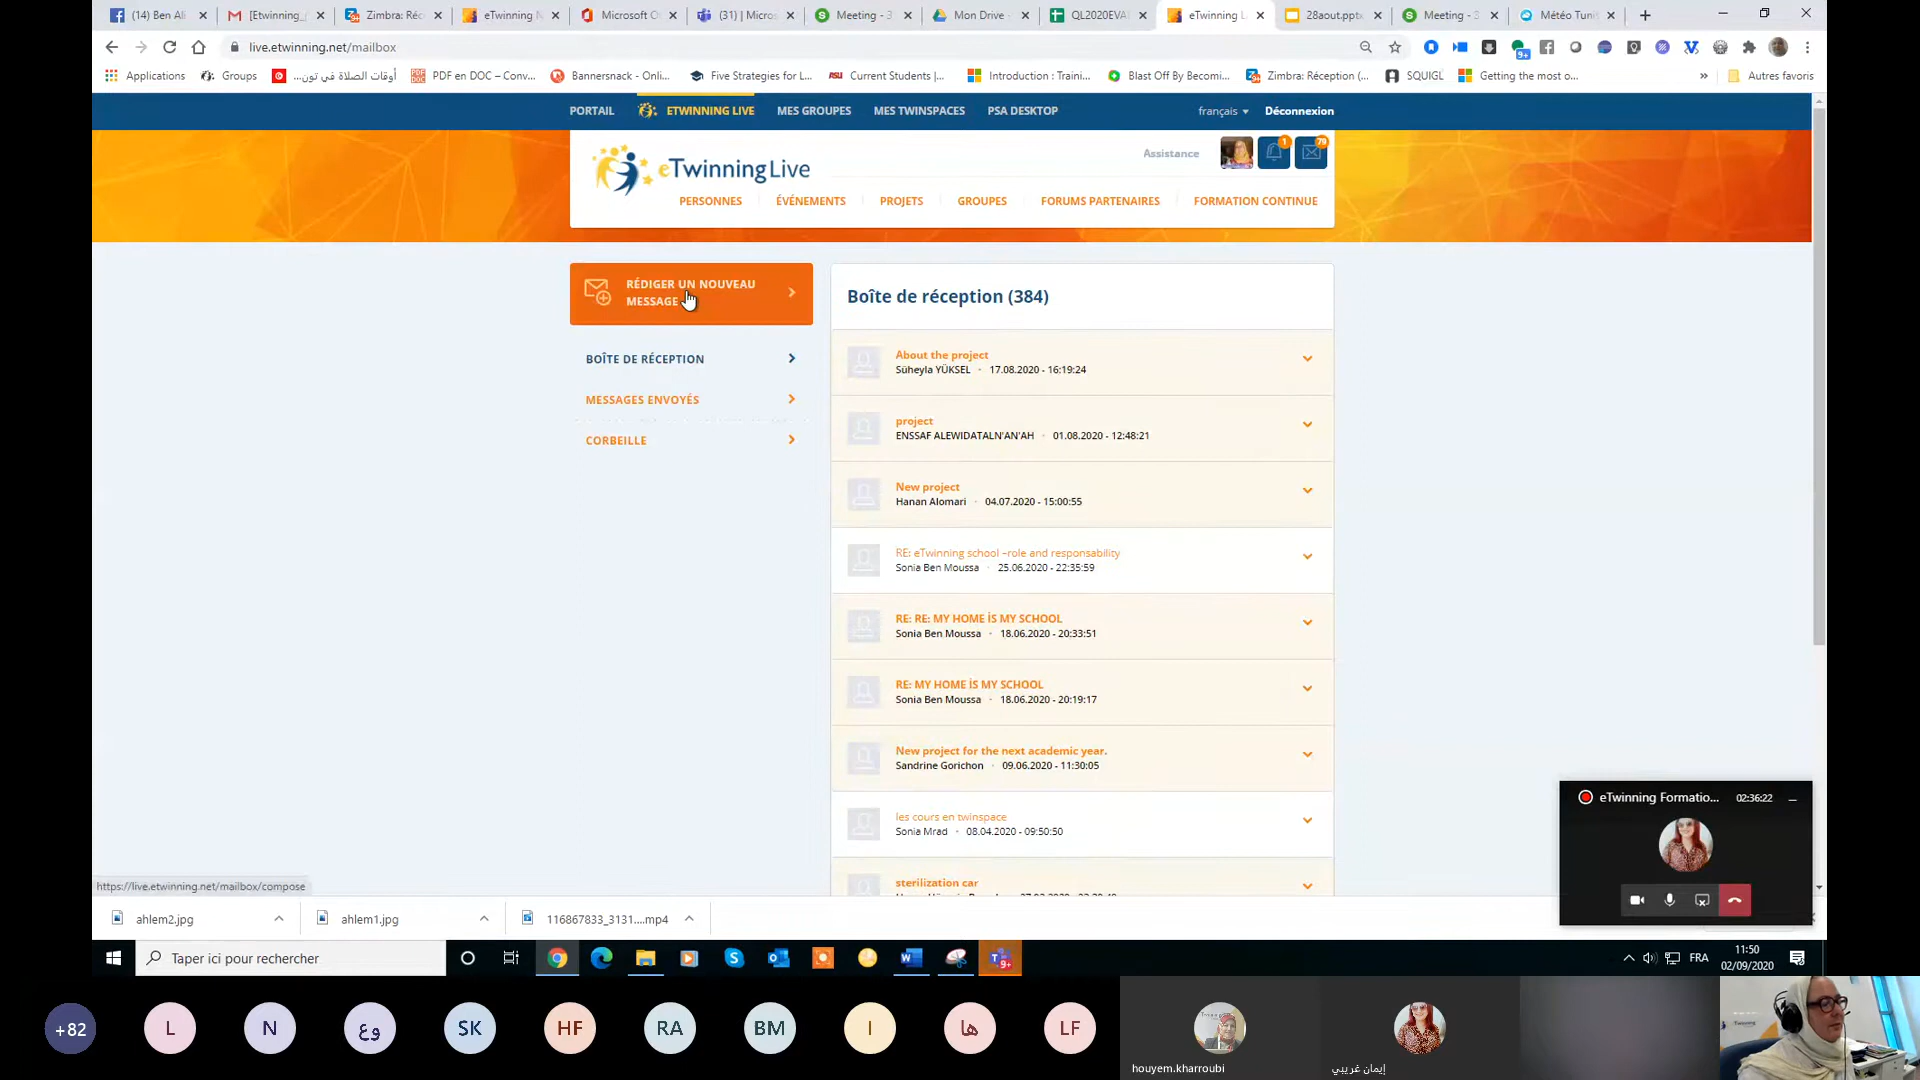 (14) Ben Ali
[Etwinning_
Zimbra: Réc
eTwinning N
Microsoft O
(31) | Micros
Meeting - 3
Mon Drive -
QL2020EVA
eTwinning L
28aout.pptx
Meeting - 3
Météo Tuni
live.etwinning.net/mailbox
Applications
Groups
أوقات الصلاة في تون...
PDF en DOC – Conv...
Bannersnack - Onli...
Five Strategies for L...
Current Students |...
Introduction : Traini...
Blast Off By Becomi...
Zimbra: Réception (...
SQUIGL
Getting the most o...
»
Autres favoris
PORTAIL
ETWINNING LIVE
MES GROUPES
MES TWINSPACES
PSA DESKTOP
français
Déconnexion
eTwinning Live
Assistance
1
79
PERSONNES
ÉVÉNEMENTS
PROJETS
GROUPES
FORUMS PARTENAIRES
FORMATION CONTINUE
RÉDIGER UN NOUVEAU
MESSAGE
BOÎTE DE RÉCEPTION
MESSAGES ENVOYÉS
CORBEILLE
Boîte de réception (384)
About the project
Süheyla YÜKSEL · 17.08.2020 - 16:19:24
project
ENSSAF ALEWIDATALN'AN'AH · 01.08.2020 - 12:48:21
New project
Hanan Alomari · 04.07.2020 - 15:00:55
RE: eTwinning school –role and responsability
Sonia Ben Moussa · 25.06.2020 - 22:35:59
RE: RE: MY HOME İS MY SCHOOL
Sonia Ben Moussa · 18.06.2020 - 20:33:51
RE: MY HOME İS MY SCHOOL
Sonia Ben Moussa · 18.06.2020 - 20:19:17
New project for the next academic year.
Sandrine Gorichon · 09.06.2020 - 11:30:05
les cours en twinspace
Sonia Mrad · 08.04.2020 - 09:50:50
sterilization car
eTwinning Formatio...
02:36:22
https://live.etwinning.net/mailbox/compose
ahlem2.jpg
ahlem1.jpg
116867833_3131....mp4
Taper ici pour rechercher
FRA
11:50
02/09/2020
+82
L
N
وع
SK
HF
RA
BM
I
ها
LF
houyem.kharroubi
إيمان غريبي